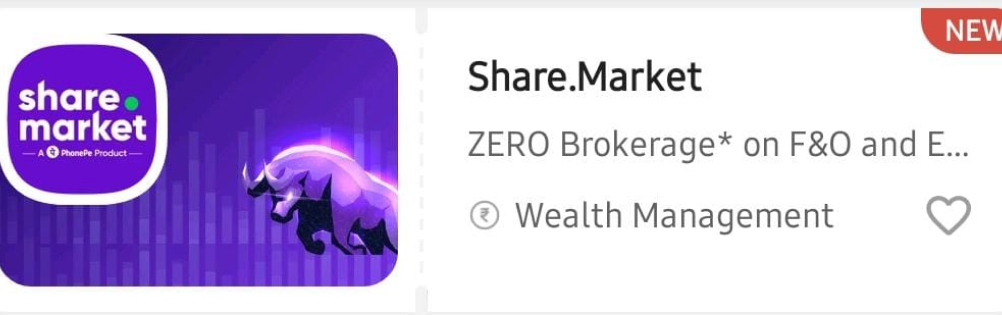 share.
market
A PhonePe Product
NEW
Share.Market
ZERO Brokerage* on F&O and E...
₹ Wealth Management